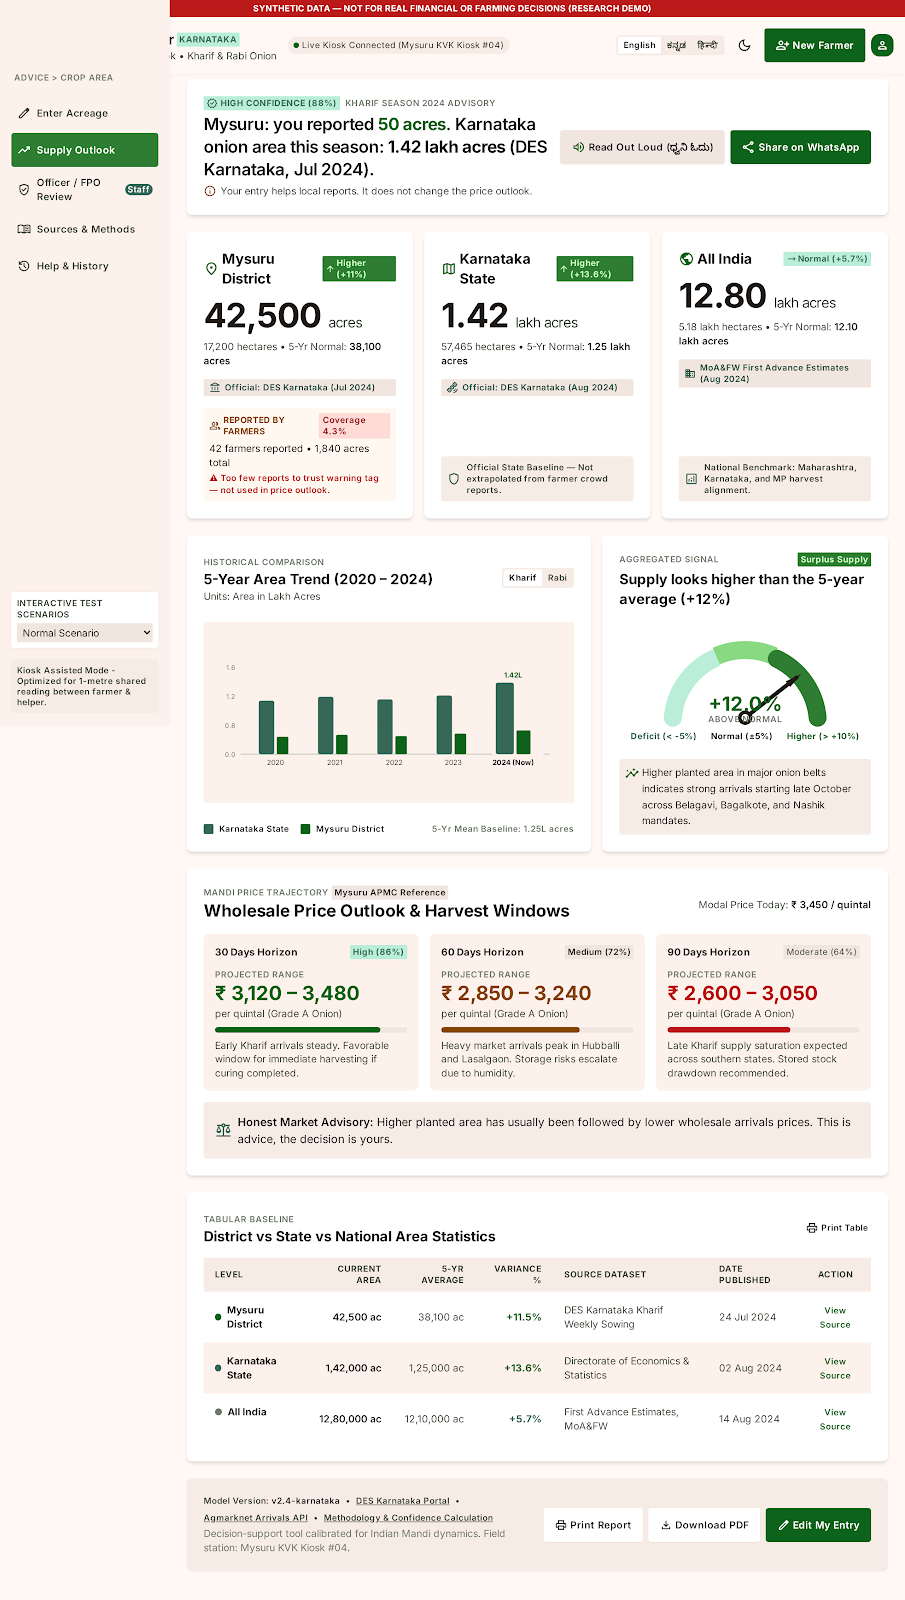 SYNTHETIC DATA — NOT FOR REAL FINANCIAL OR FARMING DECISIONS (RESEARCH DEMO)
r KARNATAKA
k • Kharif & Rabi Onion
Live Kiosk Connected (Mysuru KVK Kiosk #04)
English ಕನ್ನಡ हिन्दी
New Farmer
ADVICE > CROP AREA
Enter Acreage
Supply Outlook
Officer / FPO
Review
Staff
Sources & Methods
Help & History
INTERACTIVE TEST
SCENARIOS
Normal Scenario
Kiosk Assisted Mode -
Optimized for 1-metre shared
reading between farmer &
helper.
HIGH CONFIDENCE (88%) KHARIF SEASON 2024 ADVISORY
Mysuru: you reported 50 acres. Karnataka
onion area this season: 1.42 lakh acres (DES
Karnataka, Jul 2024).
Your entry helps local reports. It does not change the price outlook.
Read Out Loud (ಧ್ವನಿ ಓದು)
Share on WhatsApp
Mysuru
District
↑ Higher
(+11%)
42,500 acres
17,200 hectares • 5-Yr Normal: 38,100
acres
Official: DES Karnataka (Jul 2024)
REPORTED BY
FARMERS
Coverage
4.3%
42 farmers reported • 1,840 acres
total
Too few reports to trust warning tag
— not used in price outlook.
Karnataka
State
↑ Higher
(+13.6%)
1.42 lakh acres
57,465 hectares • 5-Yr Normal: 1.25 lakh
acres
Official: DES Karnataka (Aug 2024)
Official State Baseline — Not
extrapolated from farmer crowd
reports.
All India
→ Normal (+5.7%)
12.80 lakh acres
5.18 lakh hectares • 5-Yr Normal: 12.10
lakh acres
MoA&FW First Advance Estimates
(Aug 2024)
National Benchmark: Maharashtra,
Karnataka, and MP harvest
alignment.
HISTORICAL COMPARISON
5-Year Area Trend (2020 – 2024)
Units: Area in Lakh Acres
Kharif Rabi
1.6
1.2
0.8
0.0
1.42L
2020 2021 2022 2023 2024 (Now)
Karnataka State Mysuru District
5-Yr Mean Baseline: 1.25L acres
AGGREGATED SIGNAL
Surplus Supply
Supply looks higher than the 5-year
average (+12%)
+12.0%
ABOVE NORMAL
Deficit (< -5%) Normal (±5%) Higher (> +10%)
Higher planted area in major onion belts
indicates strong arrivals starting late October
across Belagavi, Bagalkote, and Nashik
mandates.
MANDI PRICE TRAJECTORY Mysuru APMC Reference
Wholesale Price Outlook & Harvest Windows
Modal Price Today: ₹ 3,450 / quintal
30 Days Horizon High (86%)
PROJECTED RANGE
₹ 3,120 – 3,480
per quintal (Grade A Onion)
Early Kharif arrivals steady. Favorable
window for immediate harvesting if
curing completed.
60 Days Horizon Medium (72%)
PROJECTED RANGE
₹ 2,850 – 3,240
per quintal (Grade A Onion)
Heavy market arrivals peak in Hubballi
and Lasalgaon. Storage risks escalate
due to humidity.
90 Days Horizon Moderate (64%)
PROJECTED RANGE
₹ 2,600 – 3,050
per quintal (Grade A Onion)
Late Kharif supply saturation expected
across southern states. Stored stock
drawdown recommended.
Honest Market Advisory: Higher planted area has usually been followed by lower wholesale arrivals prices. This is
advice, the decision is yours.
TABULAR BASELINE
District vs State vs National Area Statistics
Print Table
LEVEL CURRENT AREA 5-YR AVERAGE VARIANCE % SOURCE DATASET DATE PUBLISHED ACTION
Mysuru District 42,500 ac 38,100 ac +11.5% DES Karnataka Kharif Weekly Sowing 24 Jul 2024 View Source
Karnataka State 1,42,000 ac 1,25,000 ac +13.6% Directorate of Economics & Statistics 02 Aug 2024 View Source
All India 12,80,000 ac 12,10,000 ac +5.7% First Advance Estimates, MoA&FW 14 Aug 2024 View Source
Model Version: v2.4-karnataka • DES Karnataka Portal •
Agmarknet Arrivals API • Methodology & Confidence Calculation
Decision-support tool calibrated for Indian Mandi dynamics. Field
station: Mysuru KVK Kiosk #04.
Print Report
Download PDF
Edit My Entry